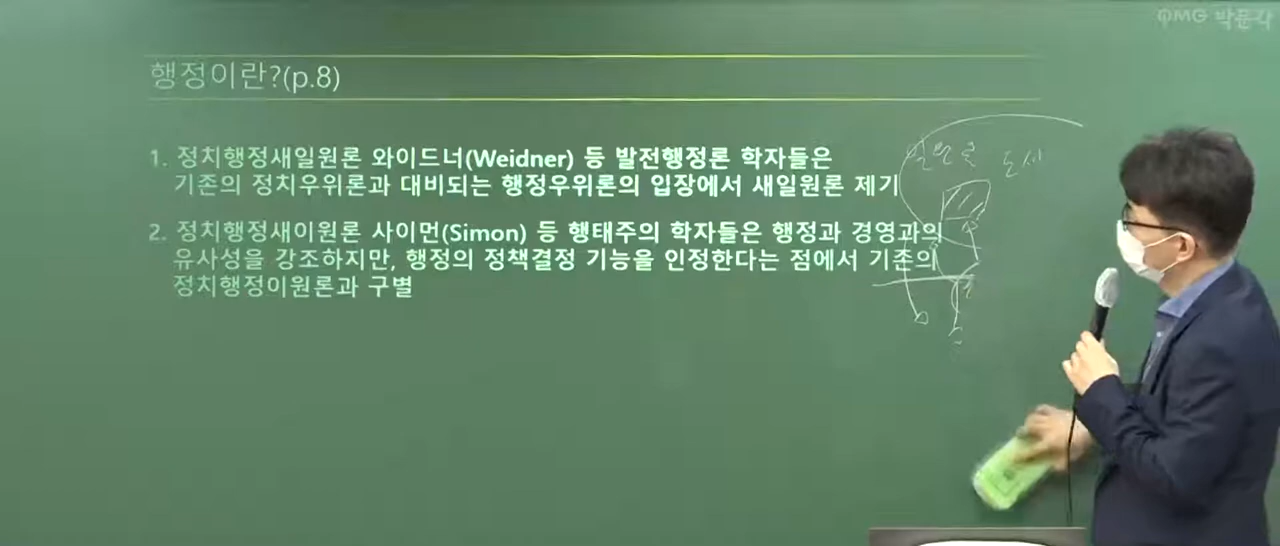 PMG 박문각
행정이란?(p.8)
1. 정치행정새일원론 와이드너(Weidner) 등 발전행정론 학자들은
기존의 정치우위론과 대비되는 행정우위론의 입장에서 새일원론 제기
2. 정치행정새이원론 사이먼(Simon) 등 행태주의 학자들은 행정과 경영과의
유사성을 강조하지만, 행정의 정책결정 기능을 인정한다는 점에서 기존의
정치행정이원론과 구별